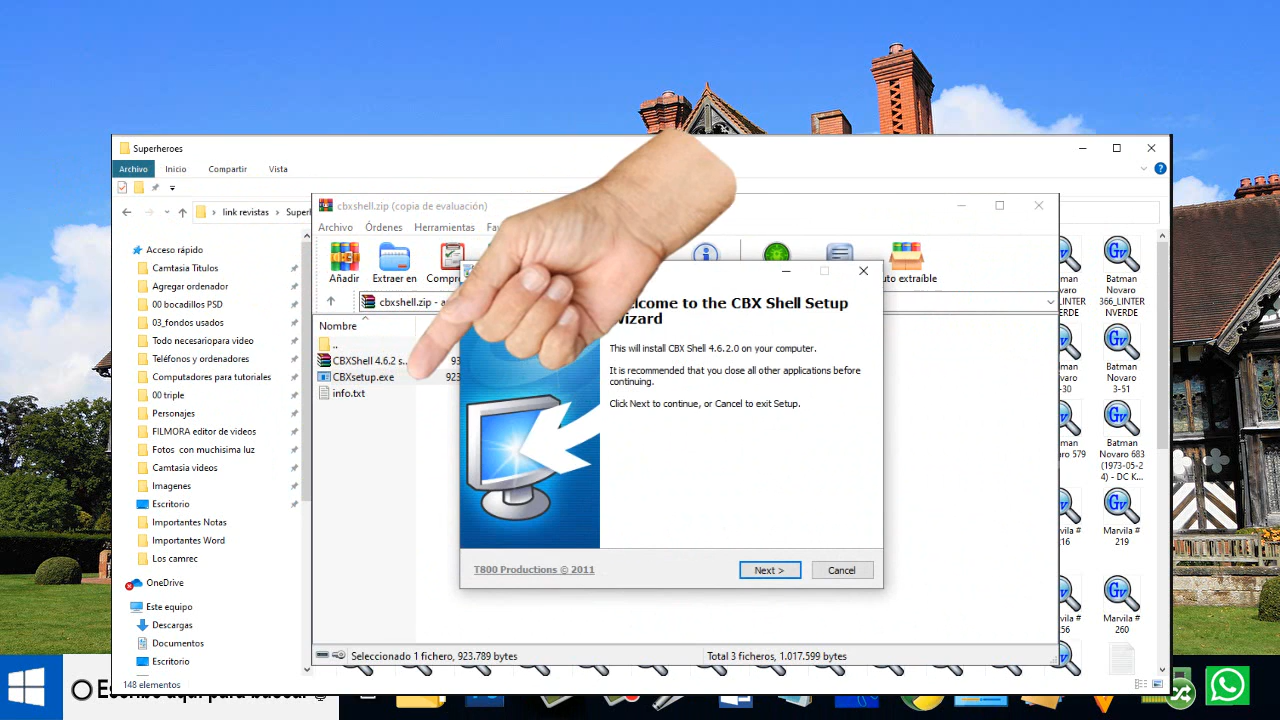 Superheroes
Archivo Inicio Compartir Vista
link revistas
cbxshell.zip (copia de evaluación)
Archivo Órdenes Herramientas
Añadir Extraer en
cbxshell.zip
Nombre
..
CBXShell 4.6.2
CBXsetup.exe
info.txt
Welcome to the CBX Shell Setup
Wizard
This will install CBX Shell 4.6.2.0 on your computer.
It is recommended that you close all other applications before
continuing.
Click Next to continue, or Cancel to exit Setup.
T800 Productions © 2011
Next >
Cancel
Seleccionado 1 fichero, 923.789 bytes
Total 3 ficheros, 1.017.599 bytes
Acceso rápido
Camtasia Titulos
Agregar ordenador
00 bocadillos PSD
03_fondos usados
Todo necesariopara video
Teléfonos y ordenadores
Computadores para tutoriales
00 triple
Personajes
FILMORA editor de videos
Fotos con muchisima luz
Camtasia videos
Imagenes
Escritorio
Importantes Notas
Importantes Word
Los camrec
OneDrive
Este equipo
Descargas
Documentos
Escritorio
148 elementos
Batman
Novaro
366_LINTER
NVERDE
Batman
Novaro
3-51
Batman
Novaro 683
(1973-05-2
4) - DC K...
Marvila #
219
Marvila #
260